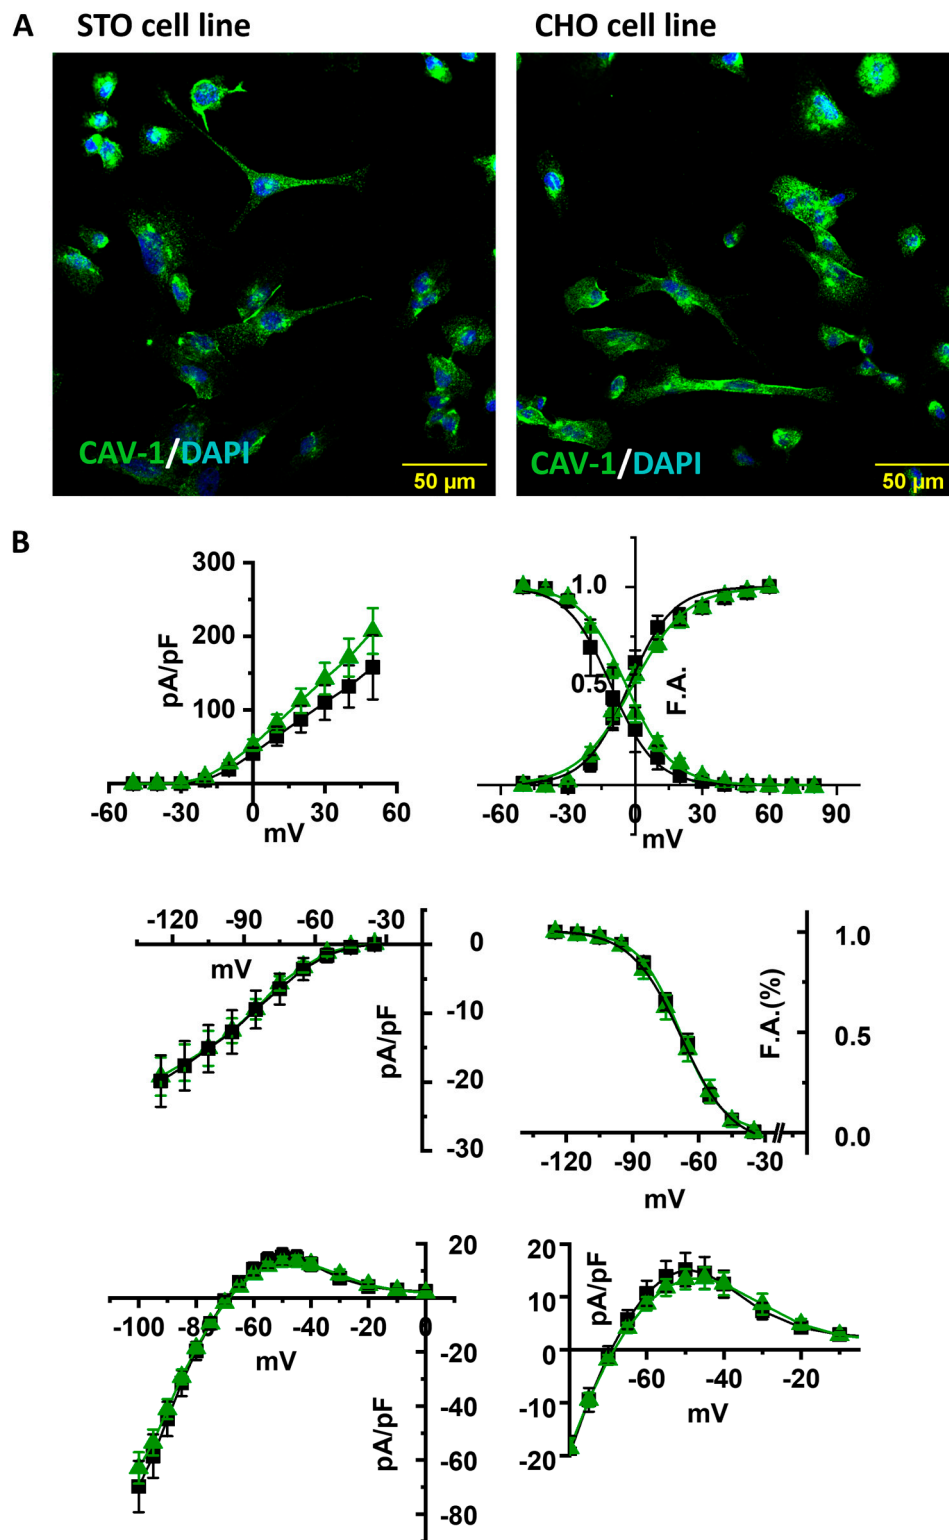 A STO cell line CHO cell line
CAV-1/DAPI
50 µm
CAV-1/DAPI
50 µm
B
300
200
100
pA/pF
-60 -30 0 30 60
mV
1.0
0.5
F.A.
-60 -30 0 30 60 90
mV
-120 -90 -60 -30
mV
0
-10
-20
-30
pA/pF
1.0
0.5
0.0
F.A.(%)
-120 -90 -60 -30
mV
20
-100 -80 -60 -40 -20 0
mV
-20
-40
-60
-80
pA/pF
20
10
0
-10
-20
pA/pF
-60 -40 -20
mV